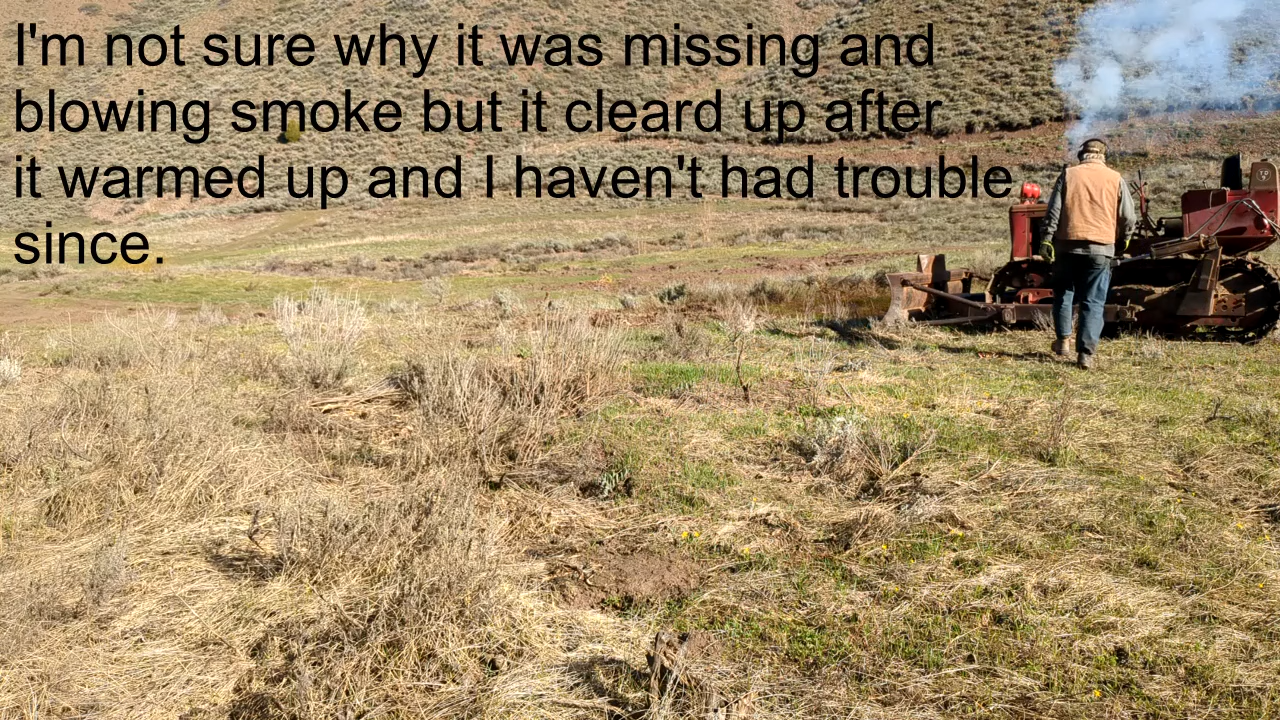 I'm not sure why it was missing and
blowing smoke but it cleard up after
it warmed up and I haven't had trouble
since.